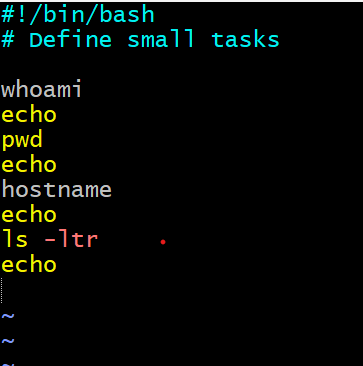 #!/bin/bash
# Define small tasks
whoami
echo
pwd
echo
hostname
echo
ls -ltr
echo
~
~
~